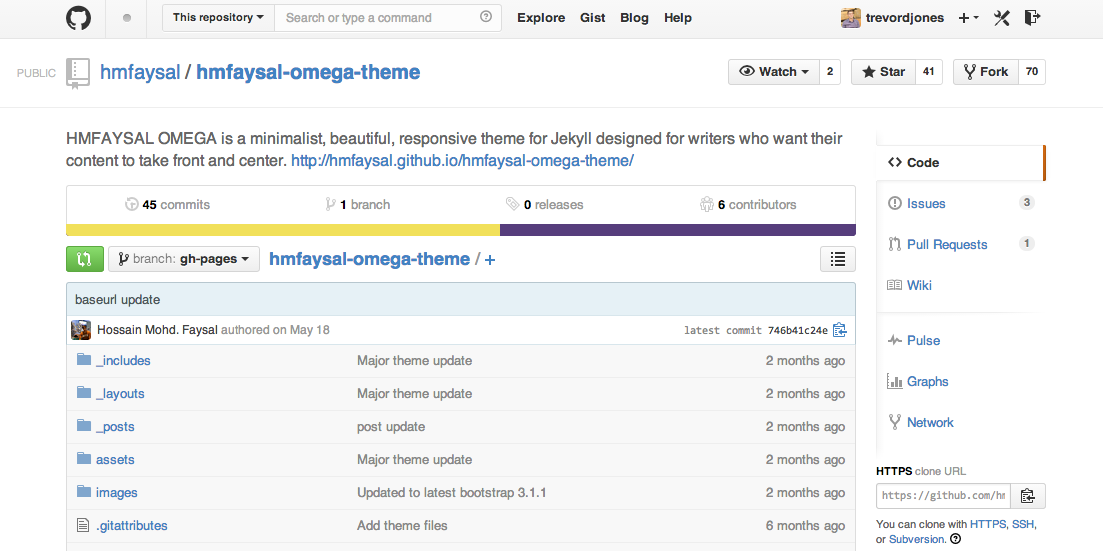 This repository Search or type a command Explore Gist Blog Help trevordjones
PUBLIC hmfaysal / hmfaysal-omega-theme Watch 2 Star 41 Fork 70
HMFAYSAL OMEGA is a minimalist, beautiful, responsive theme for Jekyll designed for writers who want their
content to take front and center. http://hmfaysal.github.io/hmfaysal-omega-theme/
45 commits 1 branch 0 releases 6 contributors
branch: gh-pages hmfaysal-omega-theme / +
baseurl update
Hossain Mohd. Faysal authored on May 18 latest commit 746b41c24e
_includes Major theme update 2 months ago
_layouts Major theme update 2 months ago
_posts post update 2 months ago
assets Major theme update 2 months ago
images Updated to latest bootstrap 3.1.1 2 months ago
.gitattributes Add theme files 6 months ago
Code
Issues 3
Pull Requests 1
Wiki
Pulse
Graphs
Network
HTTPS clone URL
https://github.com/hm
You can clone with HTTPS, SSH,
or Subversion.